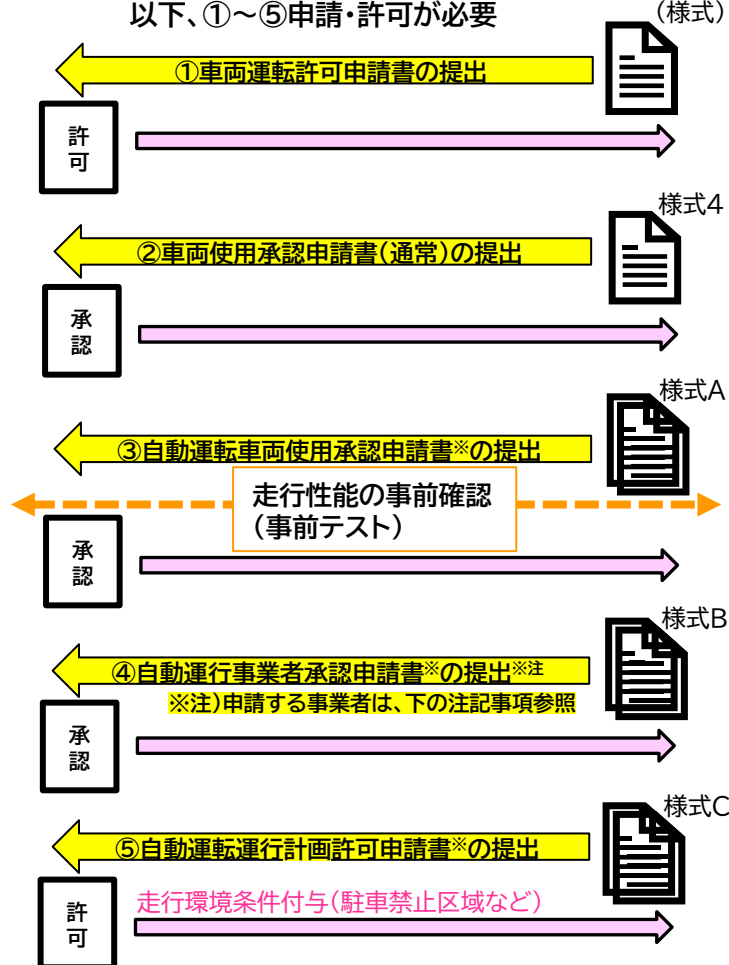 以下、①~⑤申請・許可が必要
(様式)
①車両運転許可申請書の提出
許
可
様式4
②車両使用承認申請書(通常)の提出
承
認
様式A
③自動運転車両使用承認申請書※の提出
走行性能の事前確認
(事前テスト)
承
認
様式B
④自動運行事業者承認申請書※の提出※注
※注)申請する事業者は、下の注記事項参照
承
認
様式C
⑤自動運転運行計画許可申請書※の提出
走行環境条件付与(駐車禁止区域など)
許
可